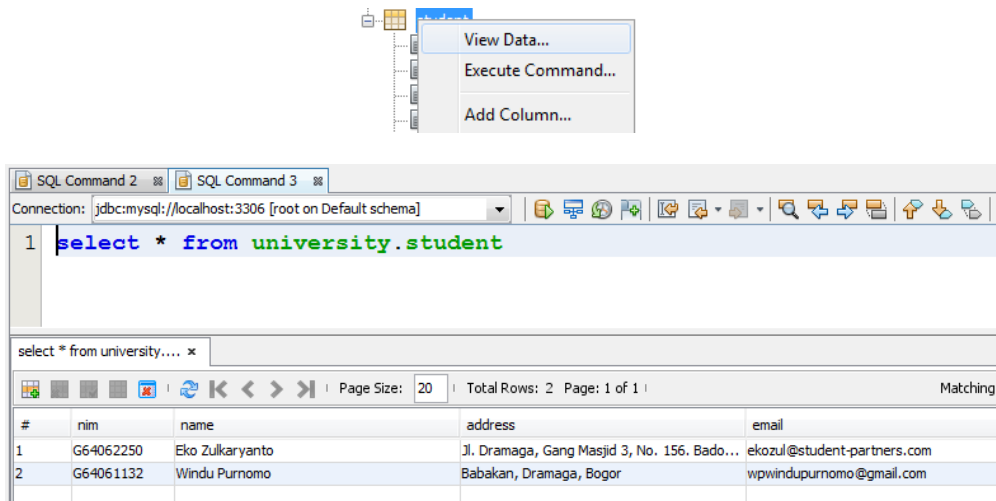 student
View Data...
Execute Command...
Add Column...
SQL Command 2 SQL Command 3
Connection: jdbc:mysql://localhost:3306 [root on Default schema]
1 select * from university.student
select * from university....
Page Size: 20 Total Rows: 2 Page: 1 of 1 Matching
# nim name address email
1 G64062250 Eko Zulkaryanto Jl. Dramaga, Gang Masjid 3, No. 156. Bado... ekozul@student-partners.com
2 G64061132 Windu Purnomo Babakan, Dramaga, Bogor wpwindupurnomo@gmail.com